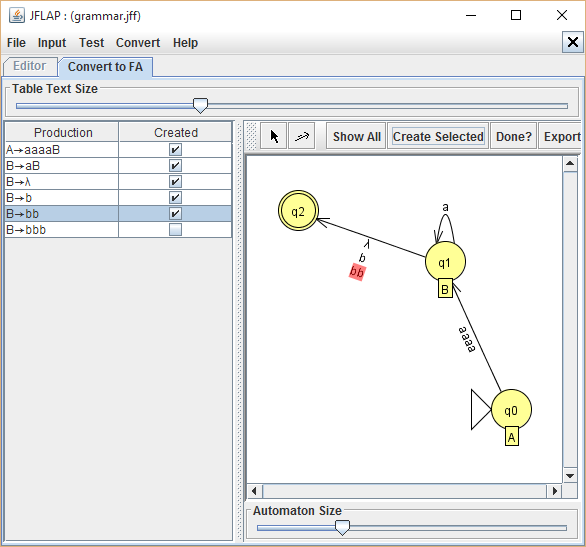 JFLAP : (grammar.jff)
File Input Test Convert Help
Editor Convert to FA
Table Text Size
Production Created
A→aaaaB
B→aB
B→λ
B→b
B→bb
B→bbb
Show All Create Selected Done? Export
q2
a
λ
b
bb
q1
B
aaaa
q0
A
Automaton Size